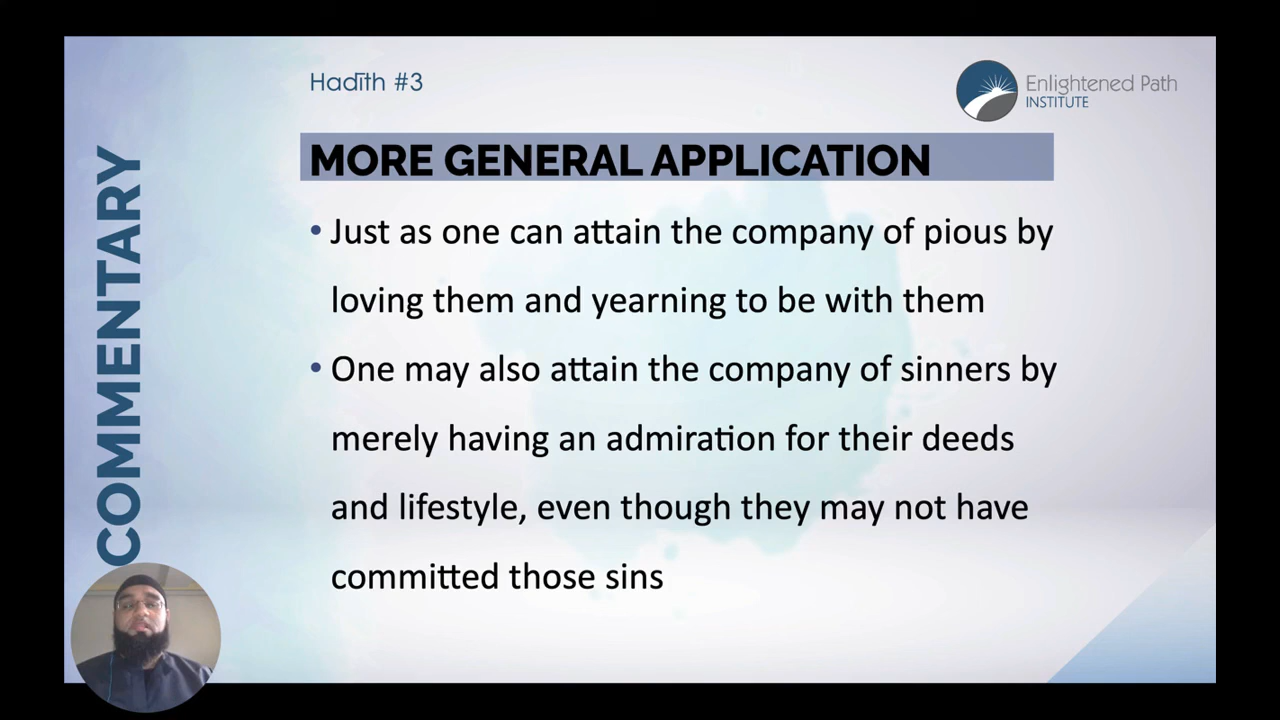 Hadīth #3
Enlightened Path
INSTITUTE
COMMENTARY
MORE GENERAL APPLICATION
• Just as one can attain the company of pious by
loving them and yearning to be with them
• One may also attain the company of sinners by
merely having an admiration for their deeds
and lifestyle, even though they may not have
committed those sins